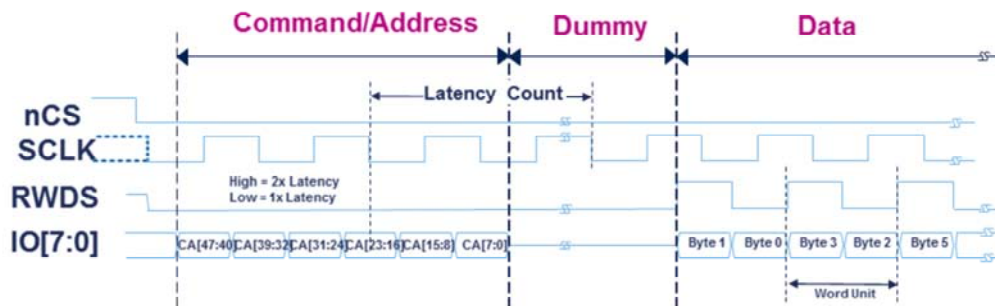 Command/Address Dummy Data
Latency Count
nCS
SCLK
High = 2x Latency
Low = 1x Latency
RWDS
IO[7:0]
CA[47:40] CA[39:32] CA[31:24] CA[23:16] CA[15:8] CA[7:0] Byte 1 Byte 0 Byte 3 Byte 2 Byte 5
Word Unit